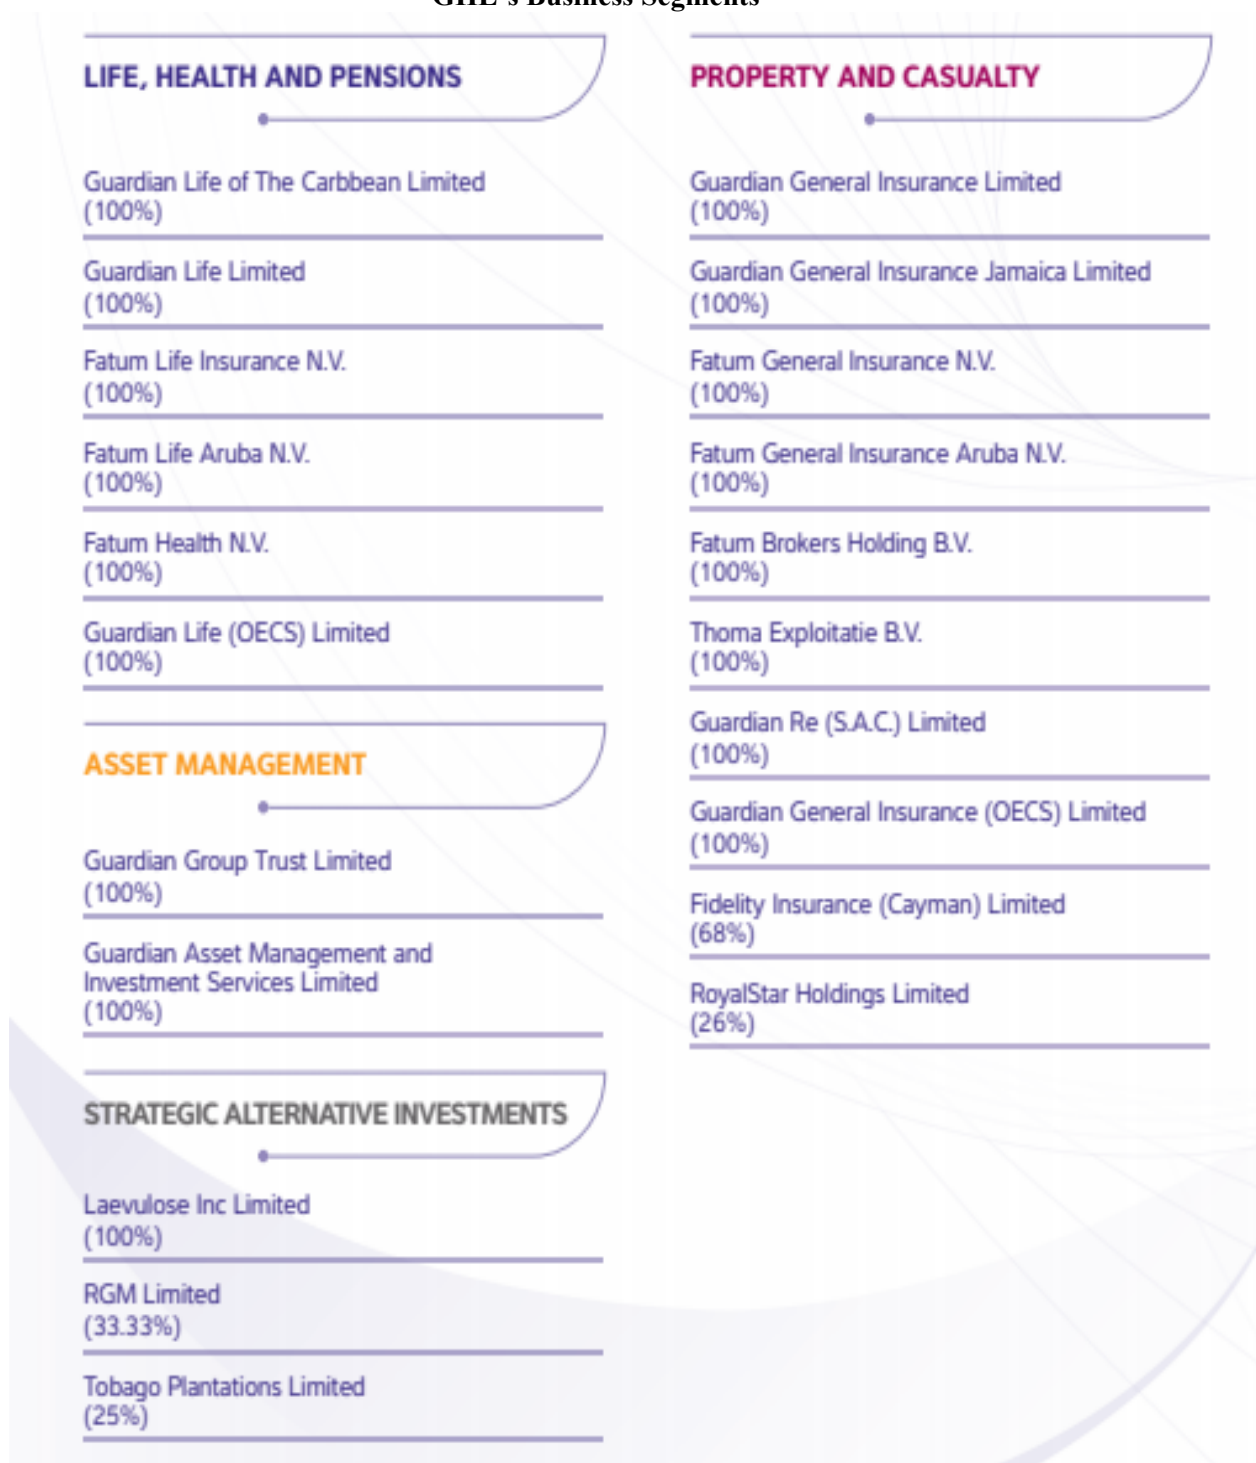 GHL's Business Segments
LIFE, HEALTH AND PENSIONS
Guardian Life of The Carbbean Limited
(100%)
Guardian Life Limited
(100%)
Fatum Life Insurance N.V.
(100%)
Fatum Life Aruba N.V.
(100%)
Fatum Health N.V.
(100%)
Guardian Life (OECS) Limited
(100%)
ASSET MANAGEMENT
Guardian Group Trust Limited
(100%)
Guardian Asset Management and
Investment Services Limited
(100%)
STRATEGIC ALTERNATIVE INVESTMENTS
Laevulose Inc Limited
(100%)
RGM Limited
(33.33%)
Tobago Plantations Limited
(25%)
PROPERTY AND CASUALTY
Guardian General Insurance Limited
(100%)
Guardian General Insurance Jamaica Limited
(100%)
Fatum General Insurance N.V.
(100%)
Fatum General Insurance Aruba N.V.
(100%)
Fatum Brokers Holding B.V.
(100%)
Thoma Exploitatie B.V.
(100%)
Guardian Re (S.A.C.) Limited
(100%)
Guardian General Insurance (OECS) Limited
(100%)
Fidelity Insurance (Cayman) Limited
(68%)
RoyalStar Holdings Limited
(26%)